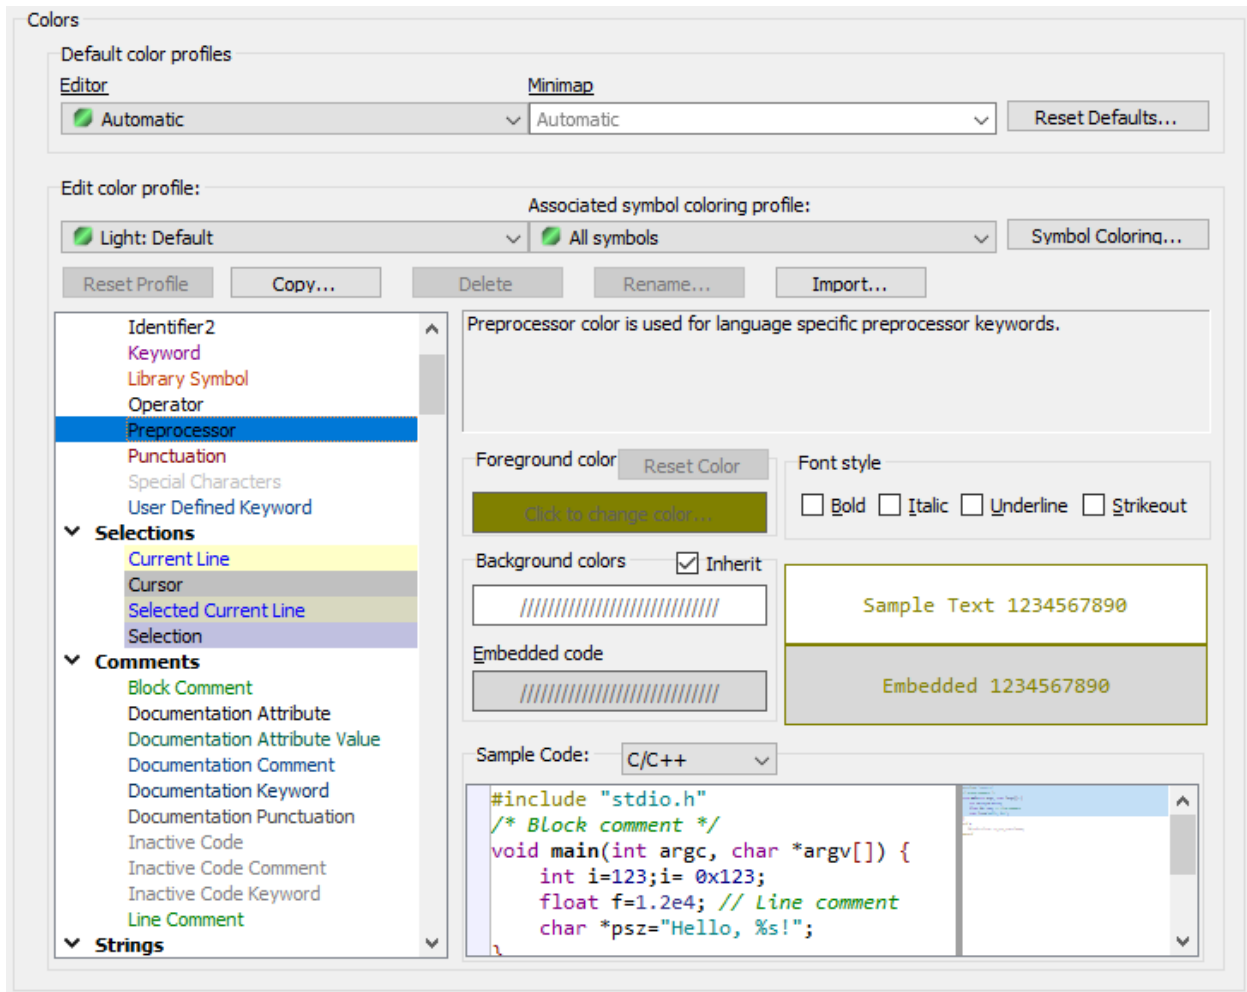 Colors
Default color profiles
Editor
Minimap
Automatic
Automatic
Reset Defaults...
Edit color profile:
Associated symbol coloring profile:
Light: Default
All symbols
Symbol Coloring...
Reset Profile
Copy...
Delete
Rename...
Import...
Identifier2
Keyword
Library Symbol
Operator
Preprocessor
Punctuation
Special Characters
User Defined Keyword
Selections
Current Line
Cursor
Selected Current Line
Selection
Comments
Block Comment
Documentation Attribute
Documentation Attribute Value
Documentation Comment
Documentation Keyword
Documentation Punctuation
Inactive Code
Inactive Code Comment
Inactive Code Keyword
Line Comment
Strings
Preprocessor color is used for language specific preprocessor keywords.
Foreground color
Reset Color
Click to change color...
Font style
Bold
Italic
Underline
Strikeout
Background colors
Inherit
/////////////////////////////
Embedded code
/////////////////////////////
Sample Text 1234567890
Embedded 1234567890
Sample Code:
C/C++
#include "stdio.h"
/* Block comment */
void main(int argc, char *argv[]) {
int i=123;i= 0x123;
float f=1.2e4; // Line comment
char *psz="Hello, %s!";
}